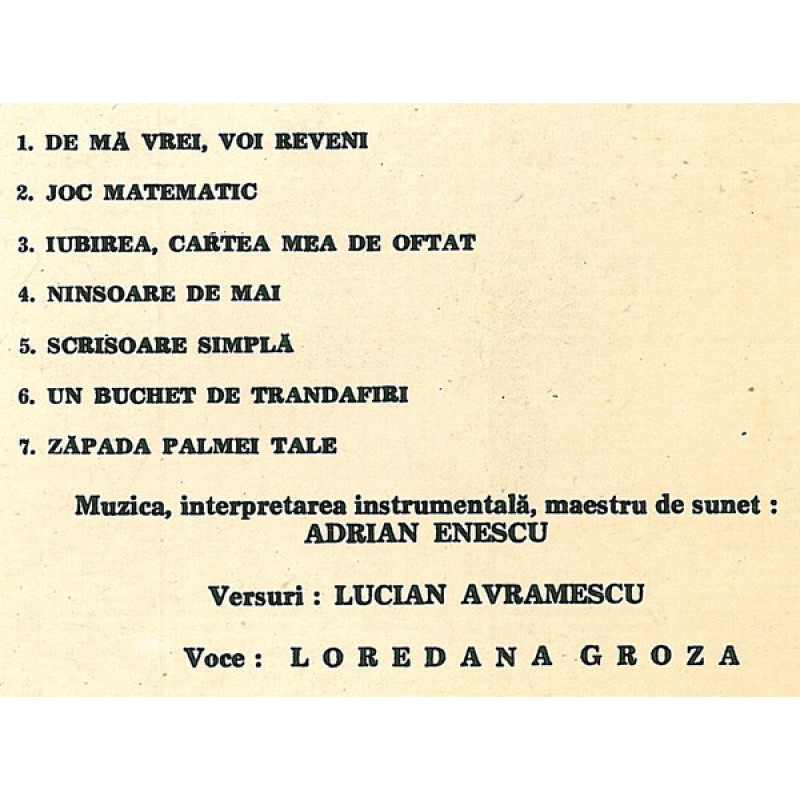 1. DE MĂ VREI, VOI REVENI
2. JOC MATEMATIC
3. IUBIREA, CARTEA MEA DE OFTAT
4. NINSOARE DE MAI
5. SCRISOARE SIMPLĂ
6. UN BUCHET DE TRANDAFIRI
7. ZĂPADA PALMEI TALE
Muzica, interpretarea instrumentală, maestru de sunet :
ADRIAN ENESCU
Versuri : LUCIAN AVRAMESCU
Voce : LOREDANA GROZA